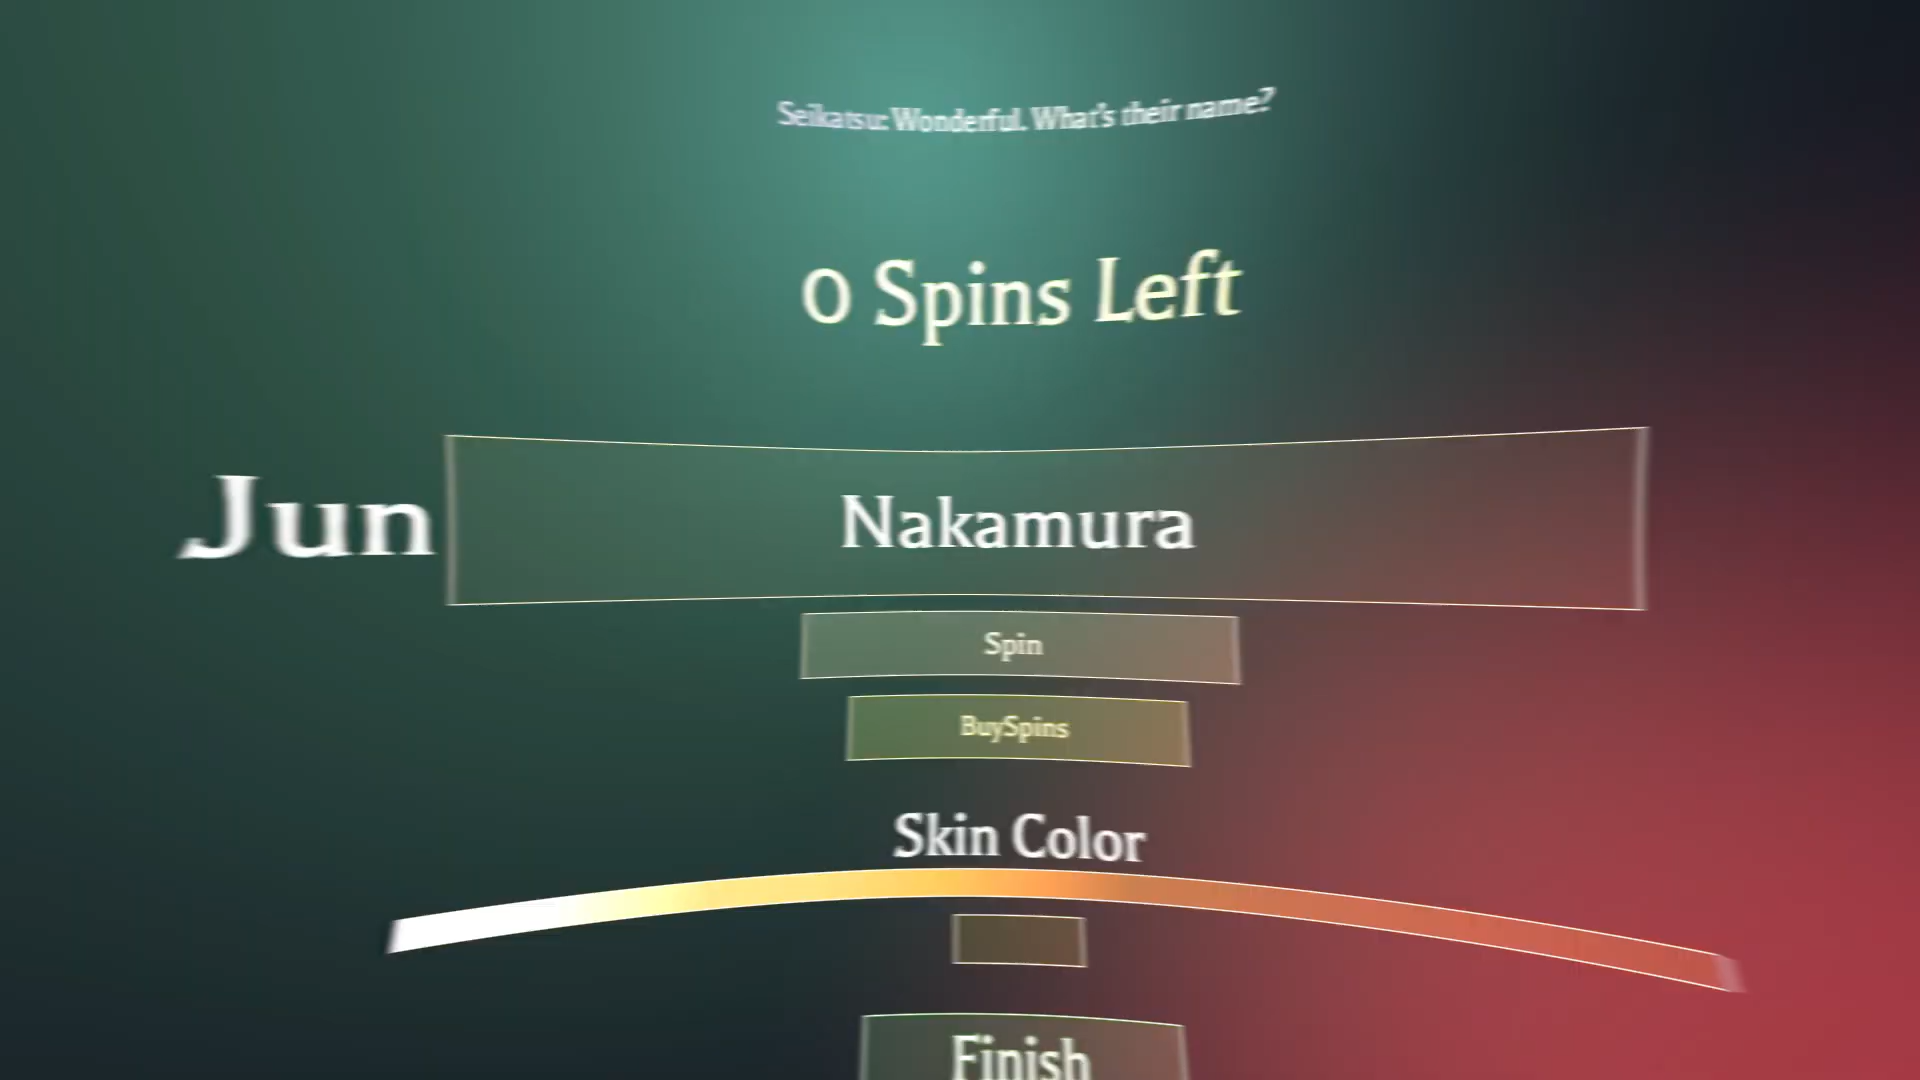 Seikatsu: Wonderful. What's their name?
0 Spins Left
Jun Nakamura
Spin
BuySpins
Skin Color
Finish